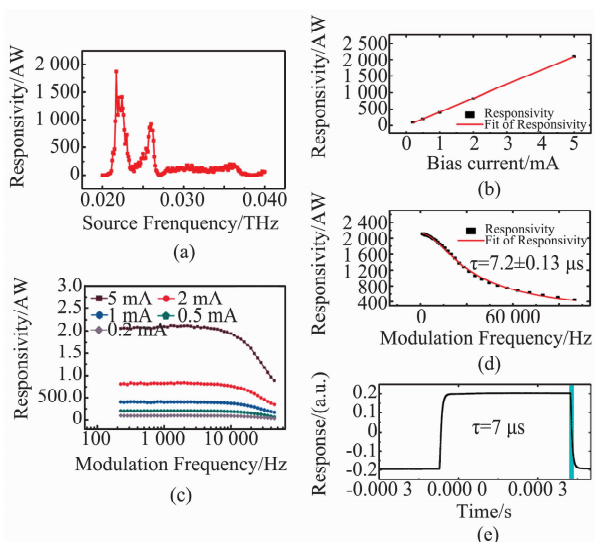 Responsivity/AW
2 000
1 500
1 000
500
0
0.020
0.025
0.030
0.035
0.040
Source Frenquency/THz
(a)
Responsivity/AW
2 500
2 000
1 500
1 000
500
0
Responsivity
Fit of Responsivity
0 1 2 3 4 5
Bias current/mA
(b)
Responsivity/AW
3.0
2.5
2.0
1.5
1.0
500.0
0
5 mA 2 mA
1 mA 0.5 mA
0.2 mA
100 1 000 10 000
Modulation Frequency/Hz
(c)
Responsivity/AW
2 400
2 000
1 600
1 200
800
400
Responsivity
Fit of Responsivity
τ=7.2±0.13 μs
0 60 000
Modulation Frequency/Hz
(d)
Response/(a.u.)
0.2
0.1
0
-0.1
-0.2
τ=7 μs
-0.000 3 0.000 0 0.000 3
Time/s
(e)